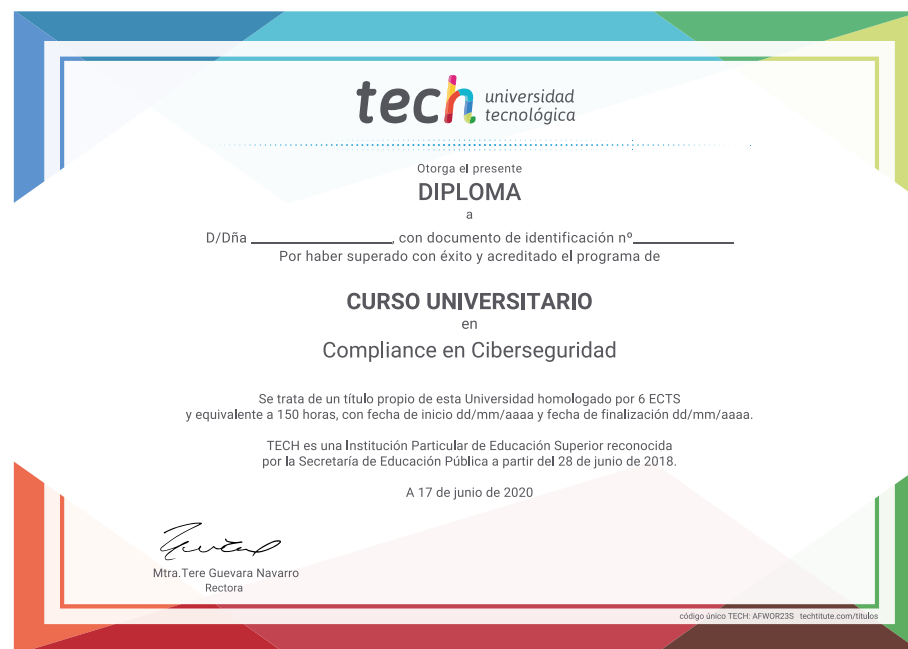 tech universidad
tecnológica
Otorga el presente
DIPLOMA
a
D/Dña ____________________, con documento de identificación nº______________
Por haber superado con éxito y acreditado el programa de
CURSO UNIVERSITARIO
en
Compliance en Ciberseguridad
Se trata de un título propio de esta Universidad homologado por 6 ECTS
y equivalente a 150 horas, con fecha de inicio dd/mm/aaaa y fecha de finalización dd/mm/aaaa.
TECH es una Institución Particular de Educación Superior reconocida
por la Secretaría de Educación Pública a partir del 28 de junio de 2018.
A 17 de junio de 2020
Mtra.Tere Guevara Navarro
Rectora
código único TECH: AFWOR23S techtitute.com/titulos